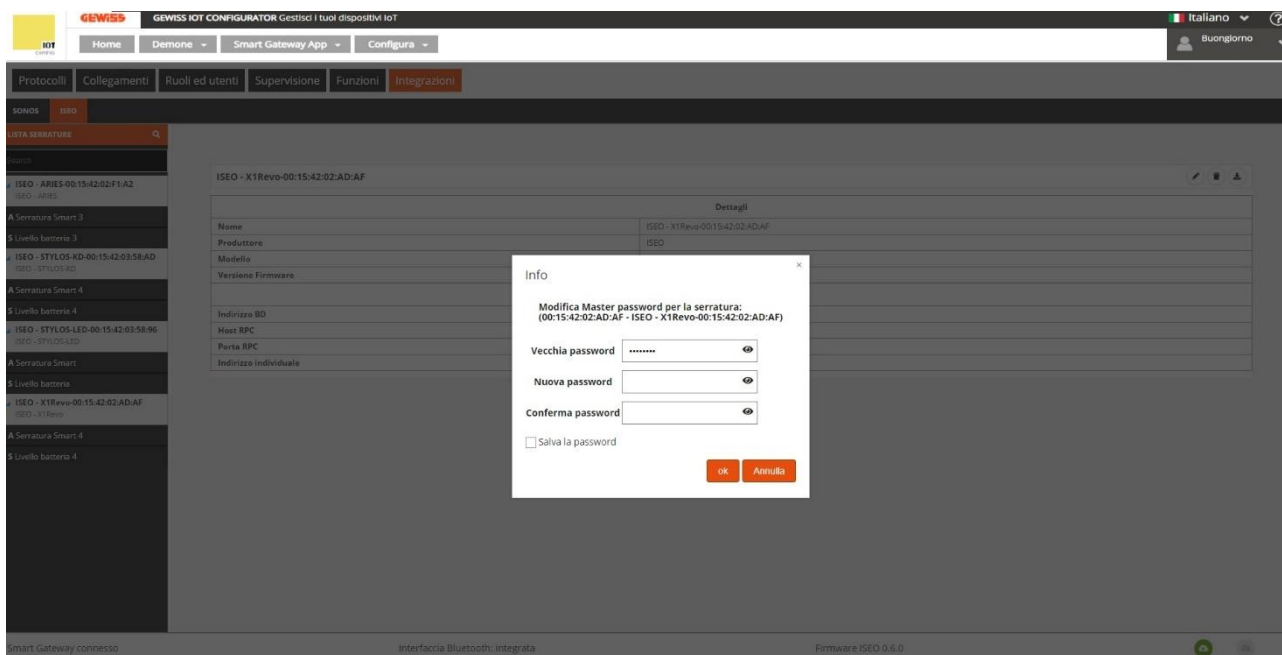 GEWISS GEWISS IOT CONFIGURATOR Gestisci i tuoi dispositivi IoT Italiano
IOT Home Demone Smart Gateway App Configura Buongiorno
Protocolli Collegamenti Ruoli ed utenti Supervisione Funzioni Integrazioni
SONOS ISEO
LISTA SERRATURE
Search
ISEO - ARIES-00:15:42:02:F1:A2
ISEO - ARIES
A Serratura Smart 3
S Livello batteria 3
ISEO - STYLOS-KD-00:15:42:03:58:AD
ISEO - STYLOS-KD
A Serratura Smart 4
S Livello batteria 4
ISEO - STYLOS-LED-00:15:42:03:58:96
ISEO - STYLOS-LED
A Serratura Smart
S Livello batteria
ISEO - X1Revo-00:15:42:02:AD:AF
ISEO - X1Revo
A Serratura Smart 4
S Livello batteria 4
ISEO - X1Revo-00:15:42:02:AD:AF
Dettagli
Nome ISEO - X1Revo-00:15:42:02:AD:AF
Produttore ISEO
Modello
Versione Firmware
Indirizzo BD
Host RPC
Porta RPC
Indirizzo individuale
Info
Modifica Master password per la serratura:
(00:15:42:02:AD:AF - ISEO - X1Revo-00:15:42:02:AD:AF)
Vecchia password ••••••••
Nuova password
Conferma password
Salva la password
ok Annulla
Smart Gateway connesso Interfaccia Bluetooth: integrata Firmware ISEO 0.6.0